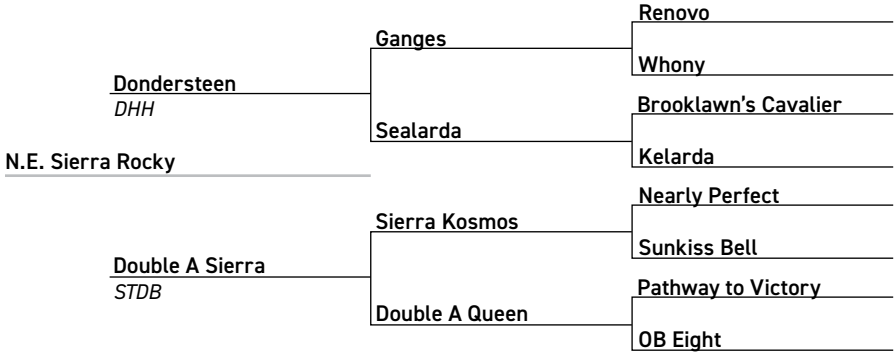 Renovo
Ganges
Whony
Dondersteen
DHH
Brooklawn's Cavalier
Sealarda
Kelarda
N.E. Sierra Rocky
Nearly Perfect
Sierra Kosmos
Sunkiss Bell
Double A Sierra
STDB
Pathway to Victory
Double A Queen
OB Eight